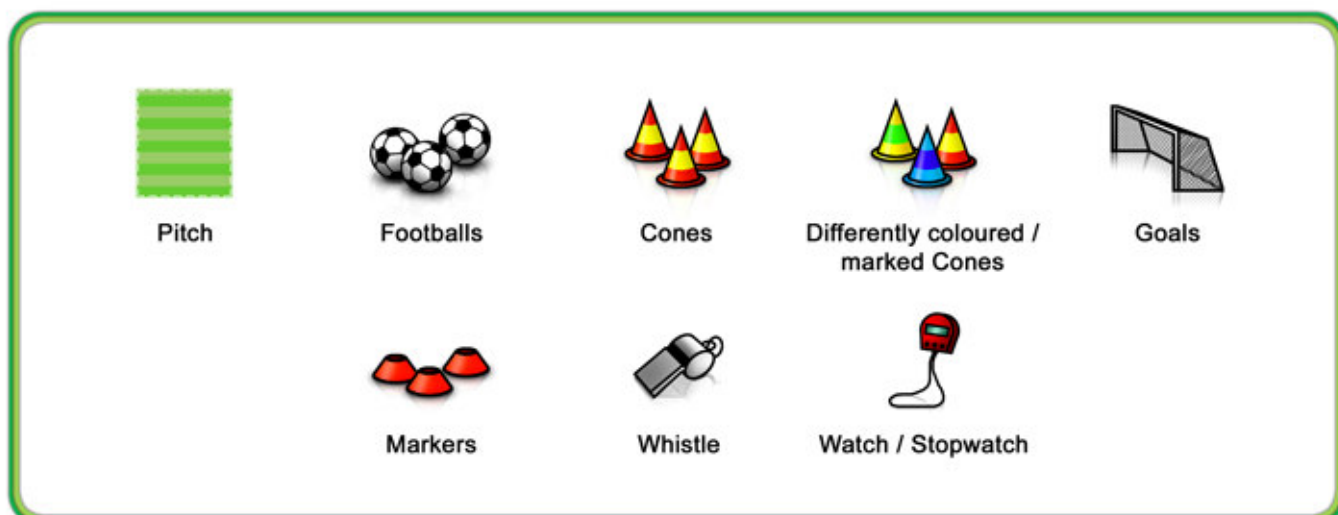 Pitch
Footballs
Cones
Differently coloured /
marked Cones
Goals
Markers
Whistle
Watch / Stopwatch